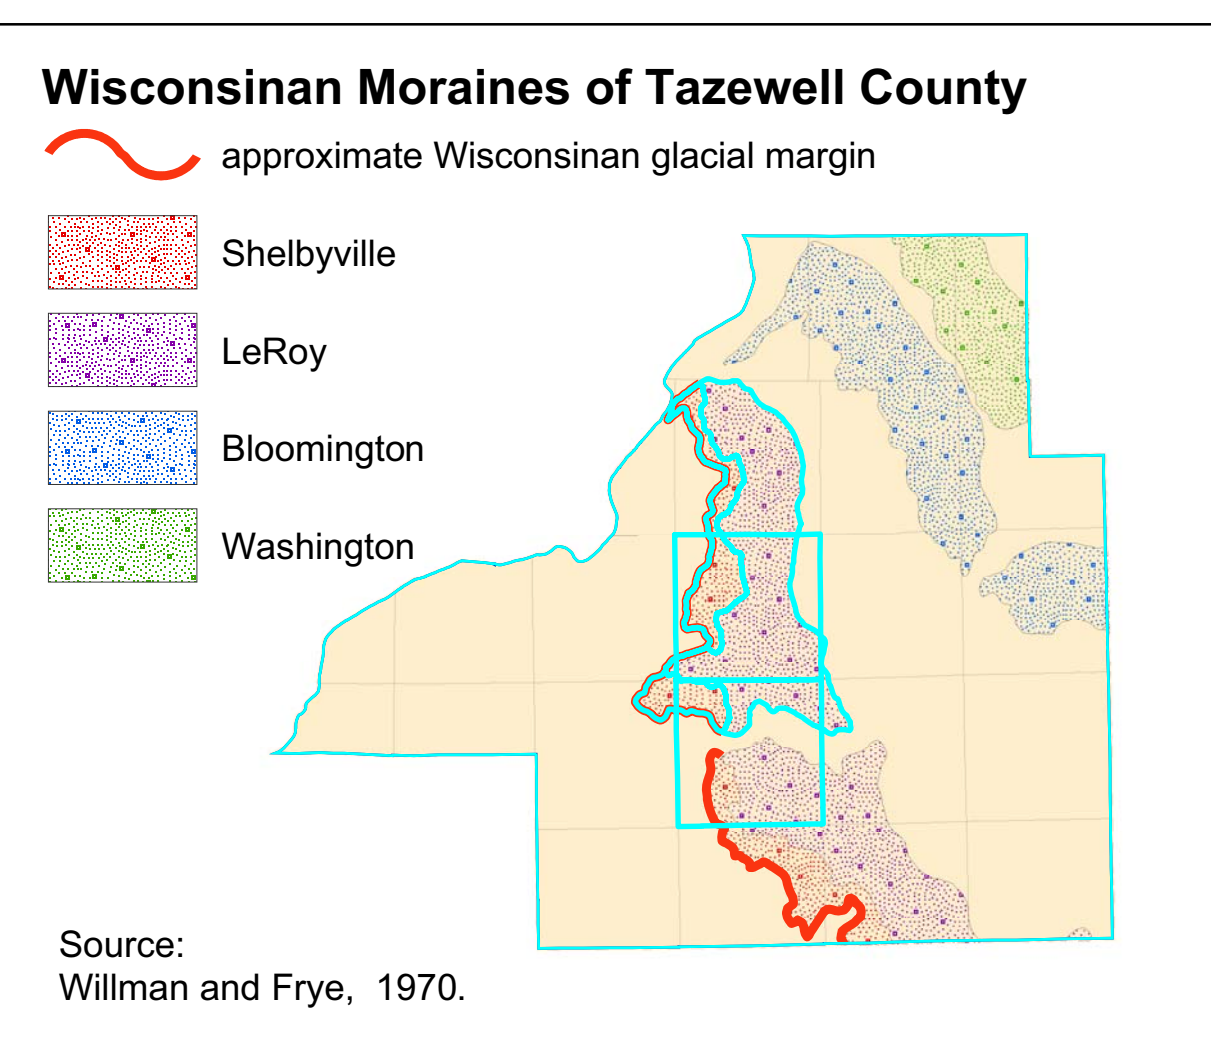 Wisconsinan Moraines of Tazewell County
approximate Wisconsinan glacial margin
Shelbyville
LeRoy
Bloomington
Washington
Source:
Willman and Frye,  1970.